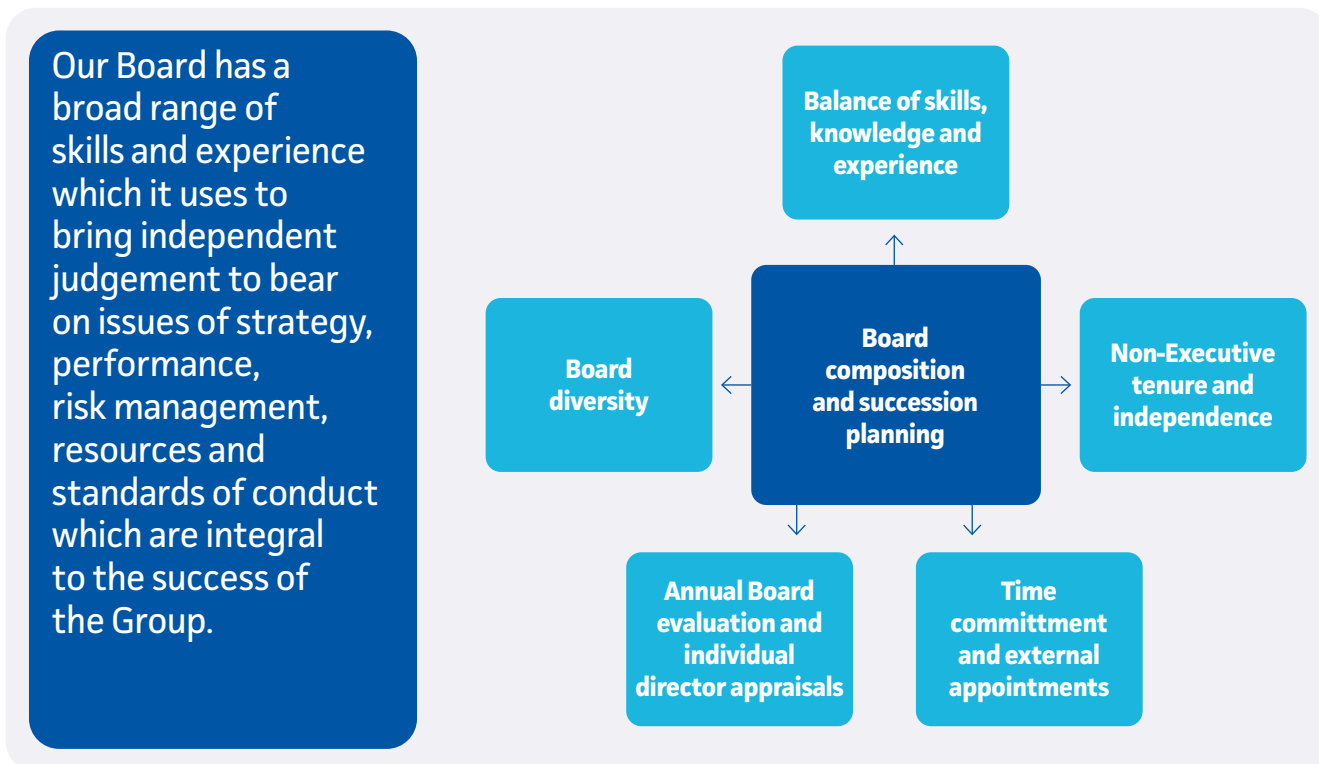 Our Board has a
broad range of
skills and experience
which it uses to
bring independent
judgement to bear
on issues of strategy,
performance,
risk management,
resources and
standards of conduct
which are integral
to the success of
the Group.
Balance of skills,
knowledge and
experience
Board
diversity
Board
composition
and succession
planning
Non-Executive
tenure and
independence
Annual Board
evaluation and
individual
director appraisals
Time
committment
and external
appointments